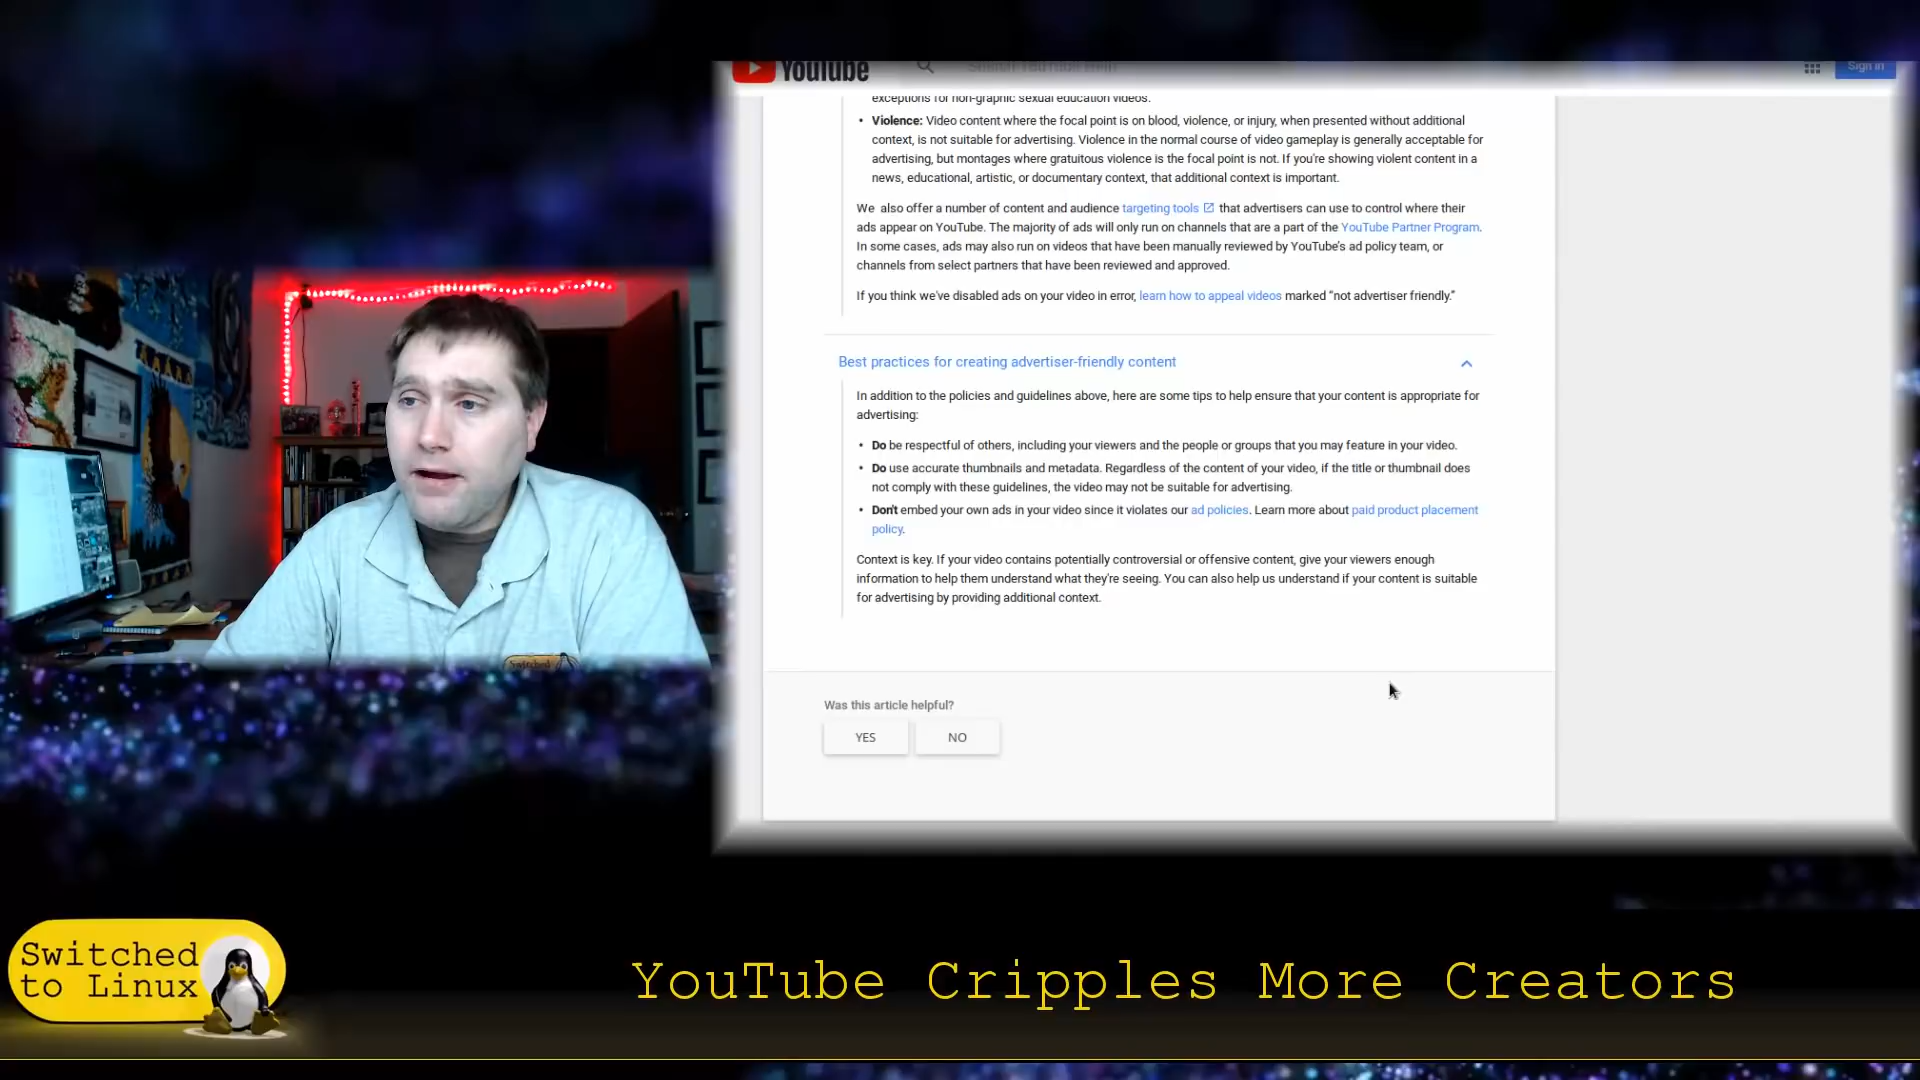 YouTube
Search YouTube Help
Sign in
exceptions for non-graphic sexual education videos.
• Violence: Video content where the focal point is on blood, violence, or injury, when presented without additional
context, is not suitable for advertising. Violence in the normal course of video gameplay is generally acceptable for
advertising, but montages where gratuitous violence is the focal point is not. If you're showing violent content in a
news, educational, artistic, or documentary context, that additional context is important.
We also offer a number of content and audience targeting tools that advertisers can use to control where their
ads appear on YouTube. The majority of ads will only run on channels that are a part of the YouTube Partner Program.
In some cases, ads may also run on videos that have been manually reviewed by YouTube's ad policy team, or
channels from select partners that have been reviewed and approved.
If you think we've disabled ads on your video in error, learn how to appeal videos marked “not advertiser friendly.”
Best practices for creating advertiser-friendly content
In addition to the policies and guidelines above, here are some tips to help ensure that your content is appropriate for
advertising:
• Do be respectful of others, including your viewers and the people or groups that you may feature in your video.
• Do use accurate thumbnails and metadata. Regardless of the content of your video, if the title or thumbnail does
not comply with these guidelines, the video may not be suitable for advertising.
• Don't embed your own ads in your video since it violates our ad policies. Learn more about paid product placement
policy.
Context is key. If your video contains potentially controversial or offensive content, give your viewers enough
information to help them understand what they're seeing. You can also help us understand if your content is suitable
for advertising by providing additional context.
Was this article helpful?
YES NO
Switched
Switched
to Linux
YouTube Cripples More Creators